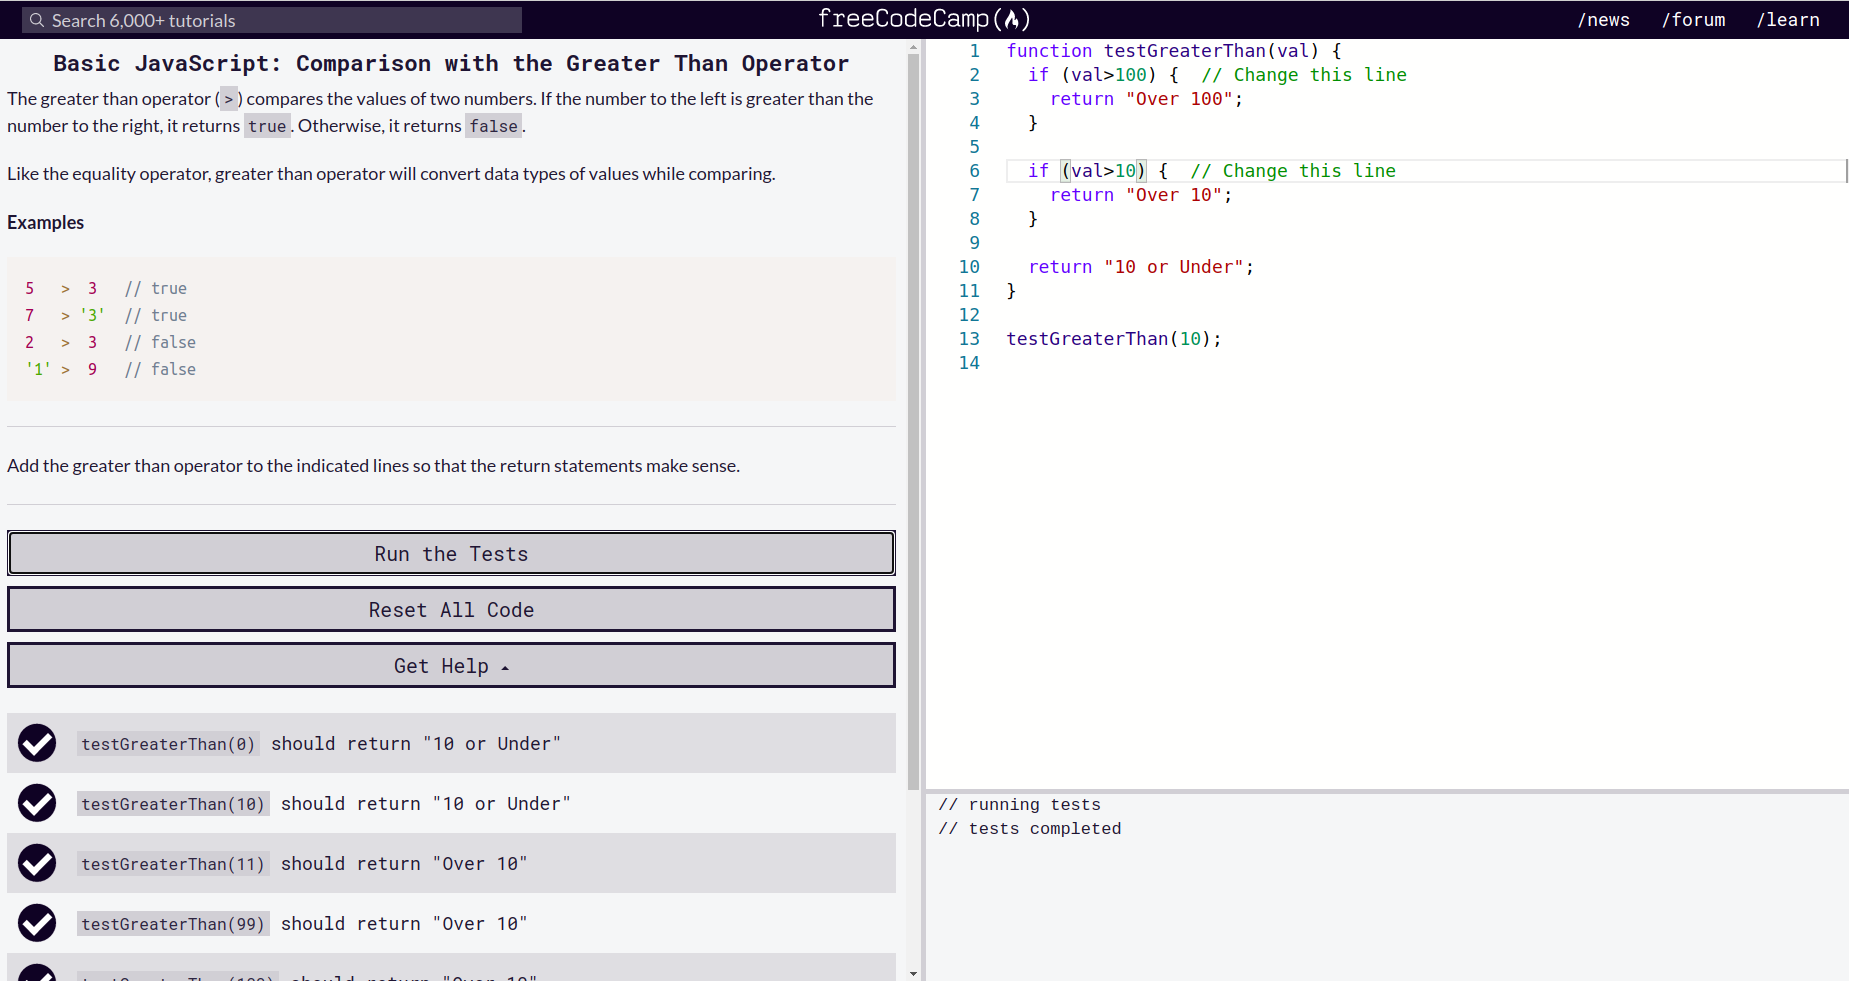 Search 6,000+ tutorials
freeCodeCamp(🔥)
/news /forum /learn
Basic JavaScript: Comparison with the Greater Than Operator
The greater than operator ( > ) compares the values of two numbers. If the number to the left is greater than the
number to the right, it returns true . Otherwise, it returns false .
Like the equality operator, greater than operator will convert data types of values while comparing.
Examples
5 > 3 // true
7 > '3' // true
2 > 3 // false
'1' > 9 // false
Add the greater than operator to the indicated lines so that the return statements make sense.
Run the Tests
Reset All Code
Get Help
testGreaterThan(0) should return "10 or Under"
testGreaterThan(10) should return "10 or Under"
testGreaterThan(11) should return "Over 10"
testGreaterThan(99) should return "Over 10"
1 function testGreaterThan(val) {
2 if (val>100) { // Change this line
3 return "Over 100";
4 }
5
6 if (val>10) { // Change this line
7 return "Over 10";
8 }
9
10 return "10 or Under";
11 }
12
13 testGreaterThan(10);
14
// running tests
// tests completed